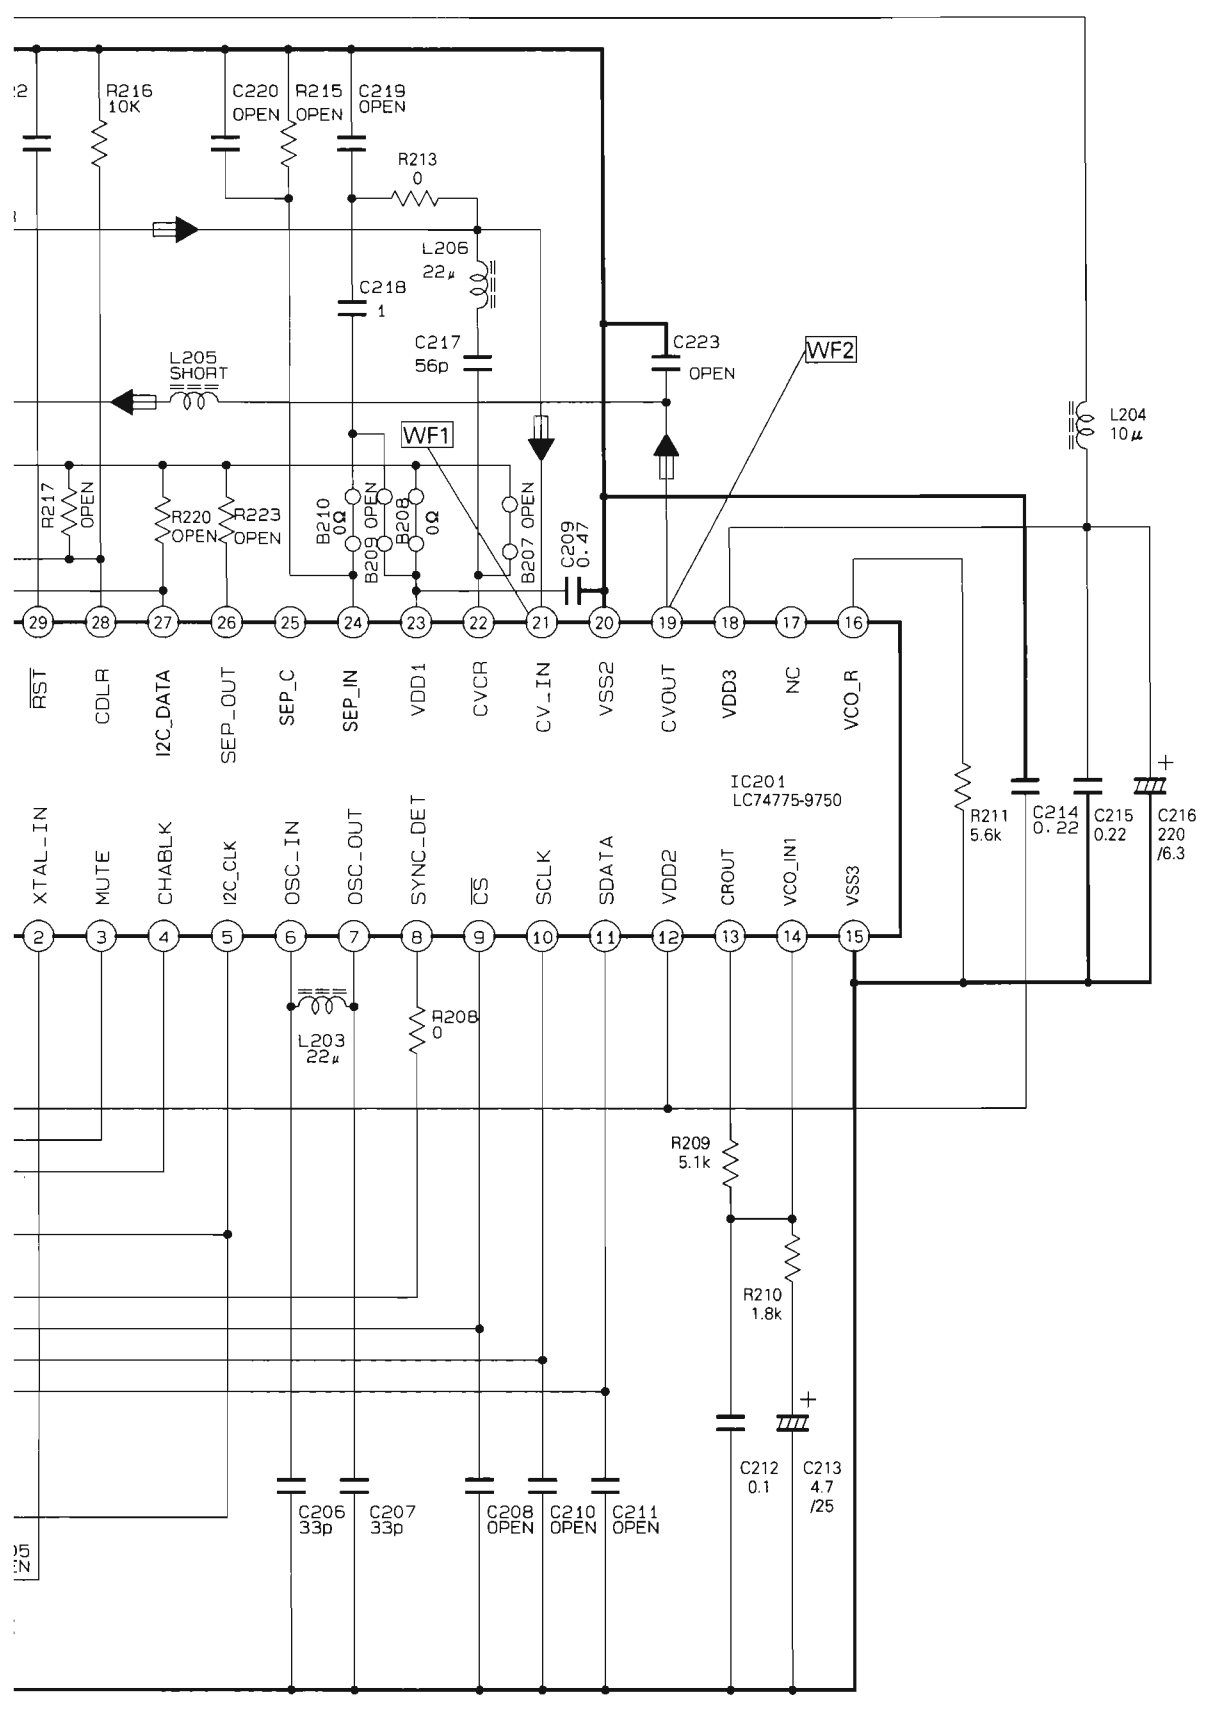 R216
10K
C220
OPEN
R215
OPEN
C219
OPEN
R213
0
L206
22μ
C218
1
C217
56p
C223
OPEN
WF2
L205
SHORT
WF1
L204
10μ
R217
OPEN
R220
OPEN
R223
OPEN
B210
0Ω
B209
OPEN
B208
0Ω
B207
OPEN
C209
0.47
29
28
27
26
25
24
23
22
21
20
19
18
17
16
RST
CDLR
I2C_DATA
SEP_OUT
SEP_C
SEP_IN
VDD1
CVCR
CV_IN
VSS2
CVOUT
VDD3
NC
VCO_R
IC201
LC74775-9750
R211
5.6k
C214
0.22
C215
0.22
+
C216
220
/6.3
XTAL_IN
MUTE
CHABLK
I2C_CLK
OSC_IN
OSC_OUT
SYNC_DET
CS
SCLK
SDATA
VDD2
CROUT
VCO_IN1
VSS3
2
3
4
5
6
7
8
9
10
11
12
13
14
15
L203
22μ
R208
0
R209
5.1k
R210
1.8k
C212
0.1
+
C213
4.7
/25
C206
33p
C207
33p
C208
OPEN
C210
OPEN
C211
OPEN